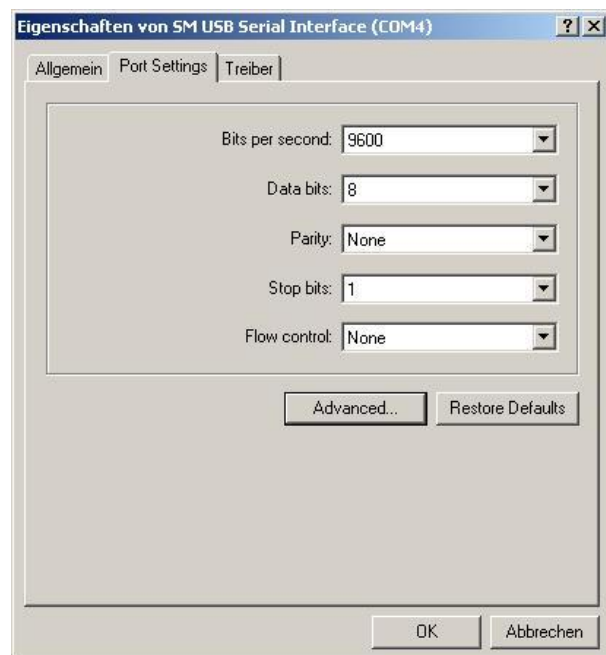 Eigenschaften von SM USB Serial Interface (COM4)
Allgemein Port Settings Treiber
Bits per second: 9600
Data bits: 8
Parity: None
Stop bits: 1
Flow control: None
Advanced... Restore Defaults
OK Abbrechen